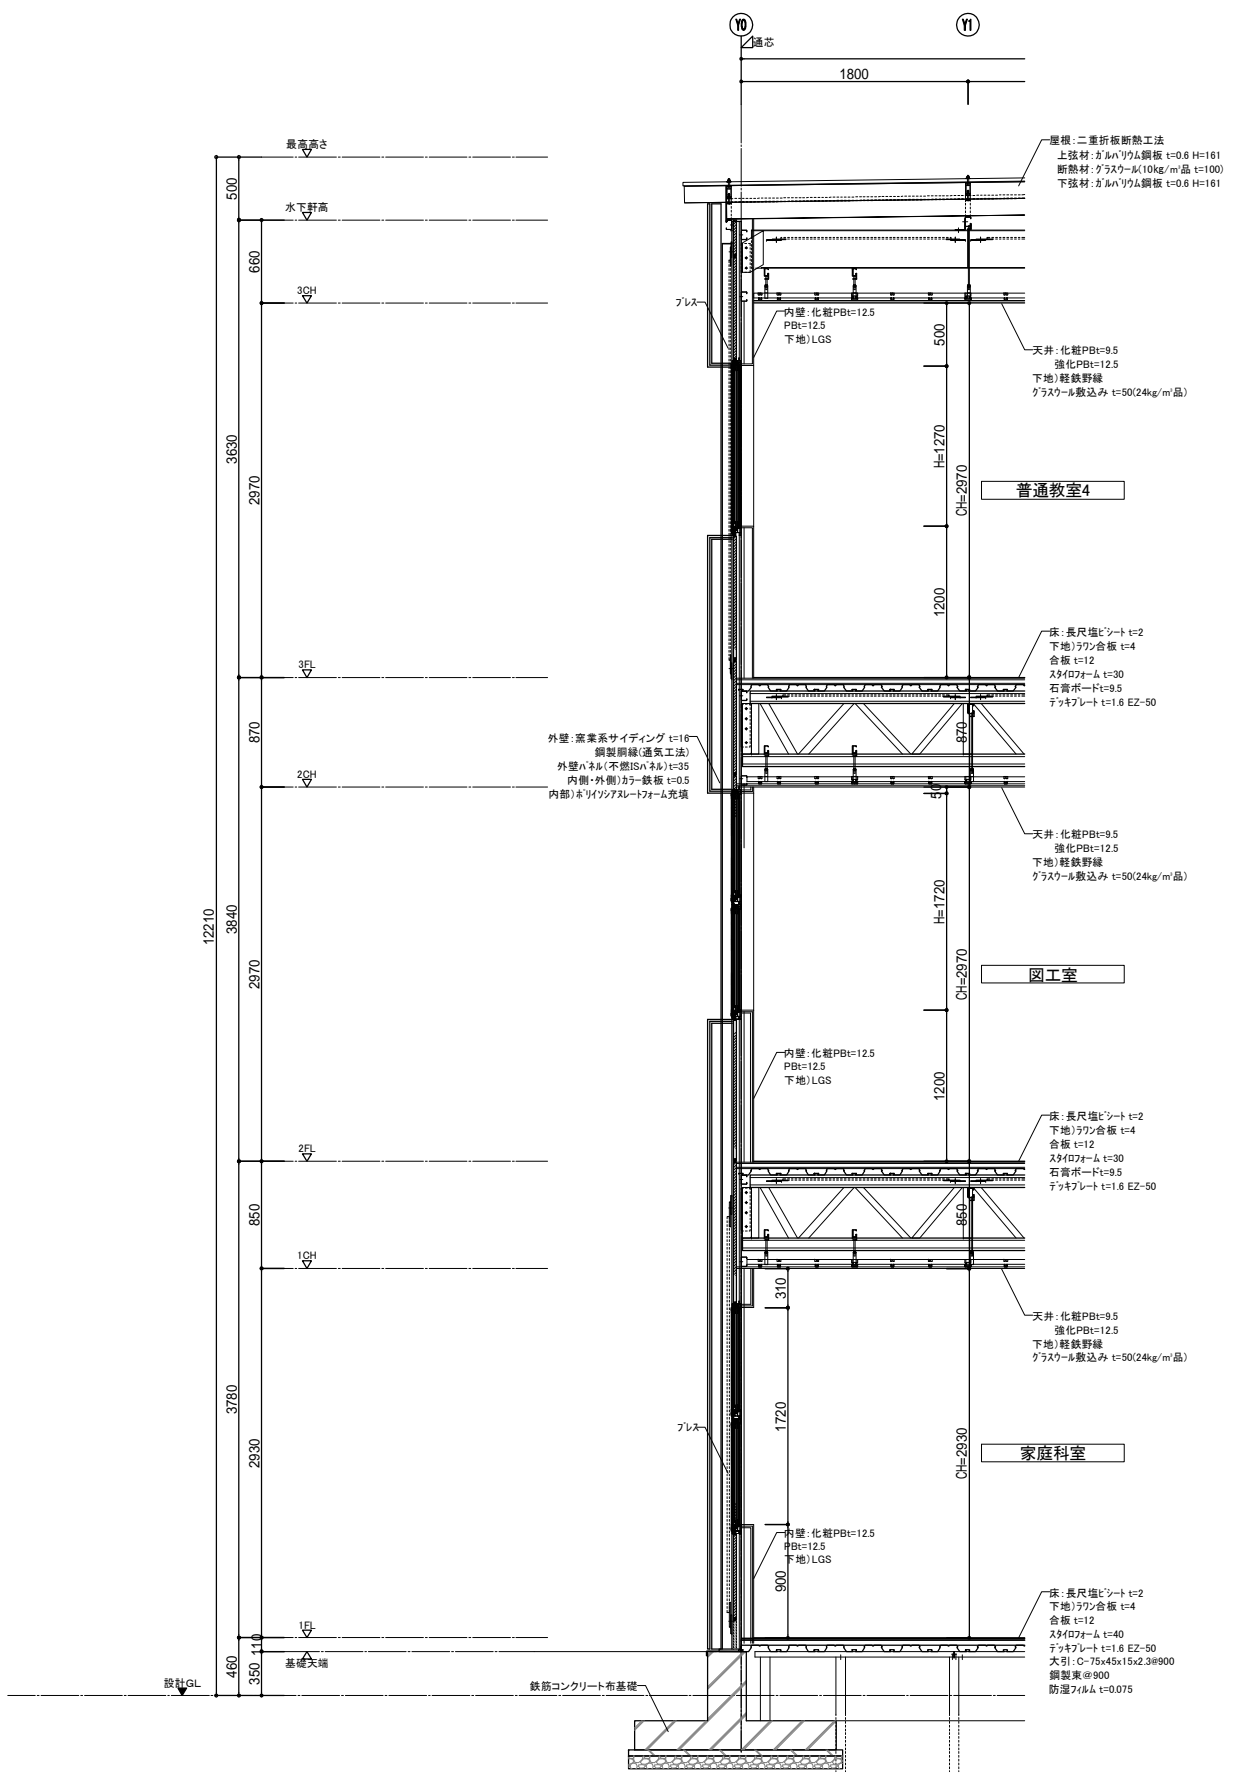 Y0
Y1
通芯
1800
最高高さ
屋根：二重折板断熱工法
上弦材：ガルバリウム鋼板 t=0.6 H=161
断熱材：グラスウール(10kg/m³品 t=100)
下弦材：ガルバリウム鋼板 t=0.6 H=161
500
水下軒高
660
3CH
ブレス
内壁：化粧PBt=12.5
PBt=12.5
下地)LGS
500
天井：化粧PBt=9.5
強化PBt=12.5
下地)軽鉄野縁
グラスウール敷込み t=50(24kg/m³品)
3630
2970
H=1270
CH=2970
普通教室4
1200
床：長尺塩ビシート t=2
下地)ラワン合板 t=4
合板 t=12
スタイロフォーム t=30
石膏ボードt=9.5
デッキプレート t=1.6 EZ-50
3FL
870
870
外壁：窯業系サイディング t=16
鋼製胴縁(通気工法)
外壁パネル(不燃ISパネル)t=35
内側・外側)カラー鉄板 t=0.5
内部)ポリイソシアヌレートフォーム充填
2CH
50
天井：化粧PBt=9.5
強化PBt=12.5
下地)軽鉄野縁
グラスウール敷込み t=50(24kg/m³品)
12210
3840
2970
H=1720
CH=2970
図工室
内壁：化粧PBt=12.5
PBt=12.5
下地)LGS
1200
床：長尺塩ビシート t=2
下地)ラワン合板 t=4
合板 t=12
スタイロフォーム t=30
石膏ボードt=9.5
デッキプレート t=1.6 EZ-50
2FL
850
850
1CH
310
天井：化粧PBt=9.5
強化PBt=12.5
下地)軽鉄野縁
グラスウール敷込み t=50(24kg/m³品)
3780
2930
ブレス
1720
CH=2930
家庭科室
内壁：化粧PBt=12.5
PBt=12.5
下地)LGS
900
床：長尺塩ビシート t=2
下地)ラワン合板 t=4
合板 t=12
スタイロフォーム t=40
デッキプレート t=1.6 EZ-50
大引：C-75x45x15x2.3@900
鋼製束@900
防湿フィルム t=0.075
1FL
110
基礎天端
460
350
設計GL
鉄筋コンクリート布基礎